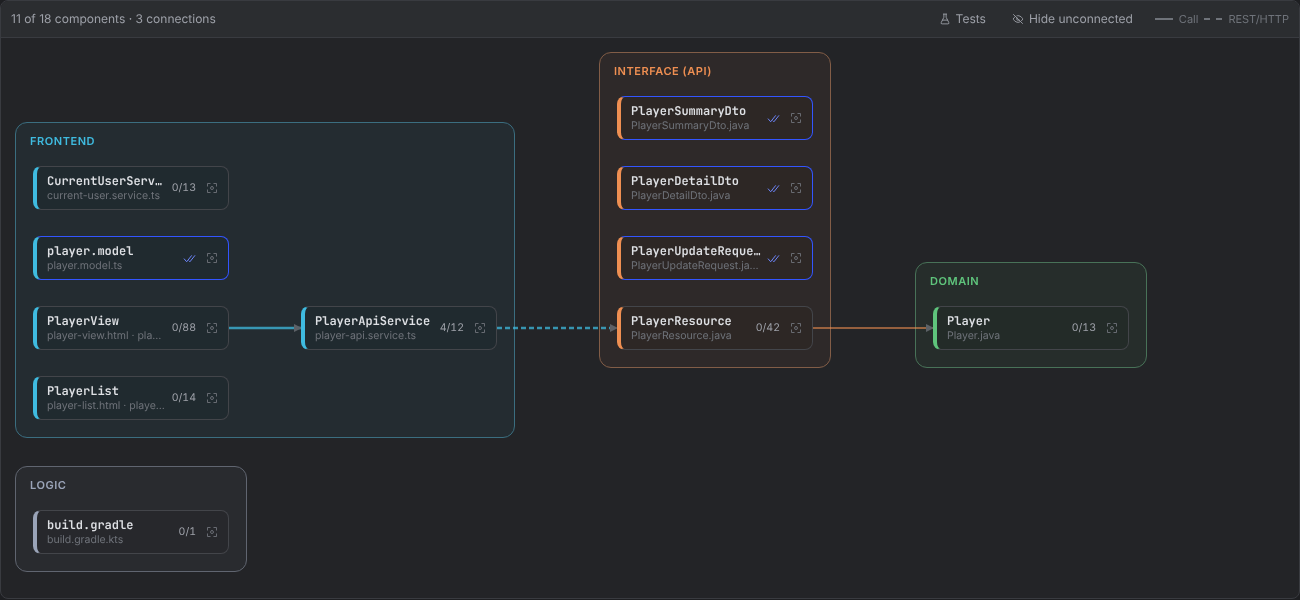 11 of 18 components · 3 connections
Tests
Hide unconnected
Call
REST/HTTP
FRONTEND
CurrentUserServ… 0/13
current-user.service.ts
player.model
player.model.ts
PlayerView 0/88
player-view.html · pla…
PlayerList 0/14
player-list.html · playe…
PlayerApiService 4/12
player-api.service.ts
INTERFACE (API)
PlayerSummaryDto
PlayerSummaryDto.java
PlayerDetailDto
PlayerDetailDto.java
PlayerUpdateReque…
PlayerUpdateRequest.ja…
PlayerResource 0/42
PlayerResource.java
DOMAIN
Player 0/13
Player.java
LOGIC
build.gradle 0/1
build.gradle.kts